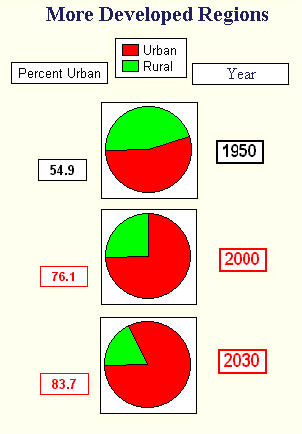 More Developed Regions
Urban
Rural
Percent Urban
Year
54.9
1950
76.1
2000
83.7
2030